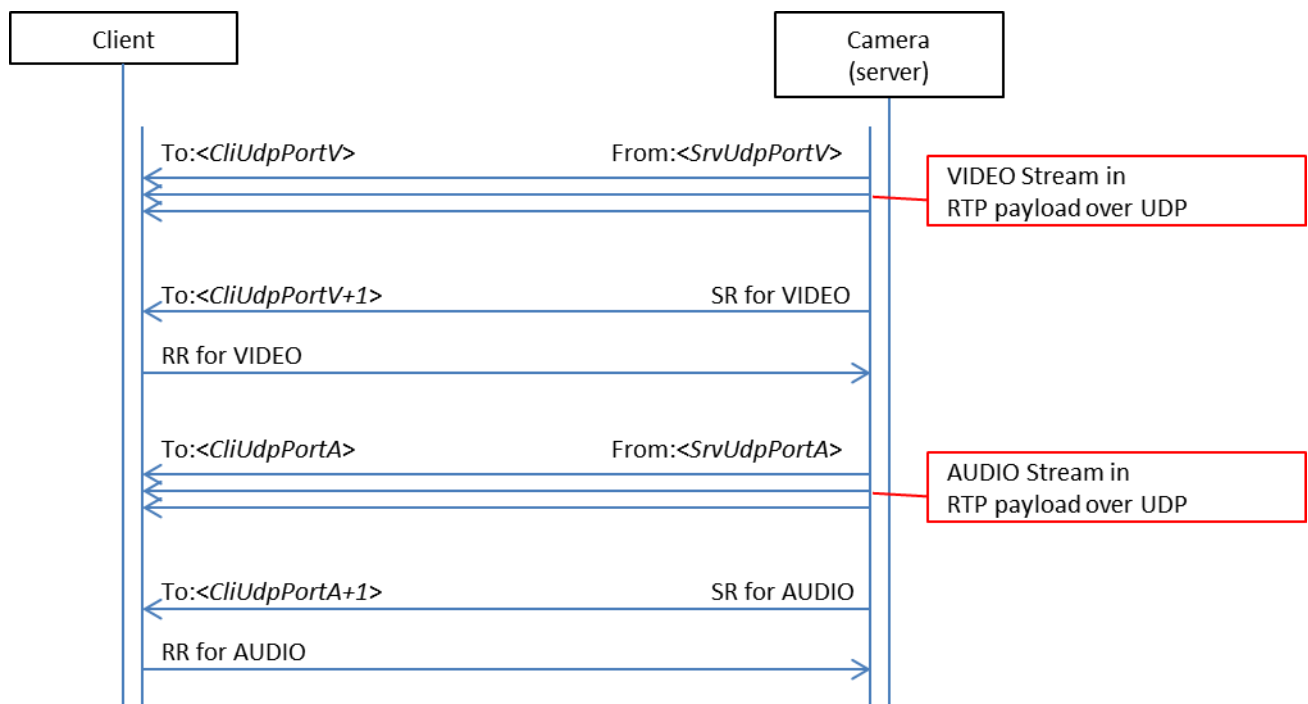 Client
Camera
(server)
To:<CliUdpPortV>
From:<SrvUdpPortV>
VIDEO Stream in
RTP payload over UDP
To:<CliUdpPortV+1>
SR for VIDEO
RR for VIDEO
To:<CliUdpPortA>
From:<SrvUdpPortA>
AUDIO Stream in
RTP payload over UDP
To:<CliUdpPortA+1>
SR for AUDIO
RR for AUDIO